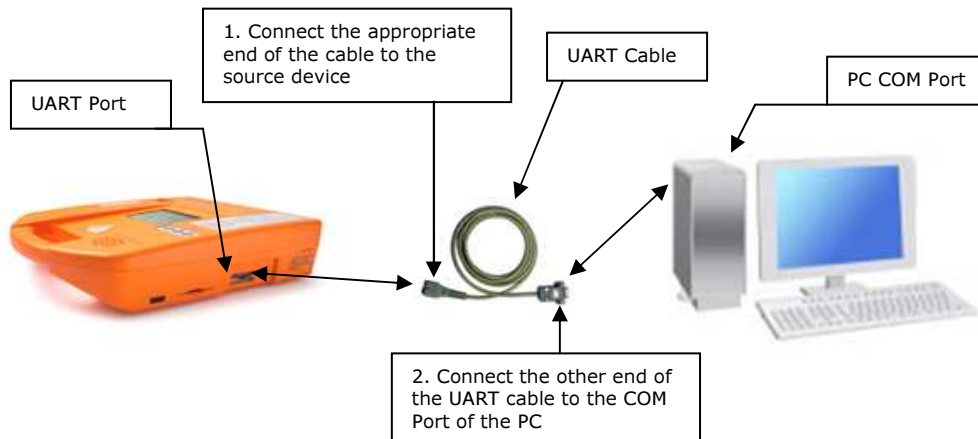 1. Connect the appropriate
end of the cable to the
source device
UART Cable
PC COM Port
UART Port
2. Connect the other end of
the UART cable to the COM
Port of the PC